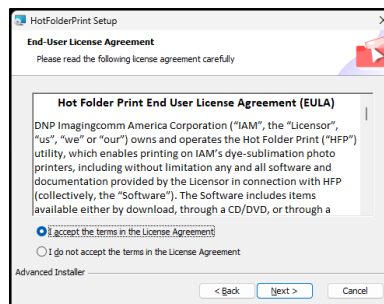 HotFolderPrint Setup
End-User License Agreement
Please read the following license agreement carefully
Hot Folder Print End User License Agreement (EULA)
DNP Imagingcomm America Corporation ("IAM", the "Licensor",
"us", "we" or "our") owns and operates the Hot Folder Print ("HFP")
utility, which enables printing on IAM's dye-sublimation photo
printers, including without limitation any and all software and
documentation provided by the Licensor in connection with HFP
(collectively, the "Software"). The Software includes items
available either by download, through a CD/DVD, or through a
I accept the terms in the License Agreement
I do not accept the terms in the License Agreement
Advanced Installer
< Back Next > Cancel